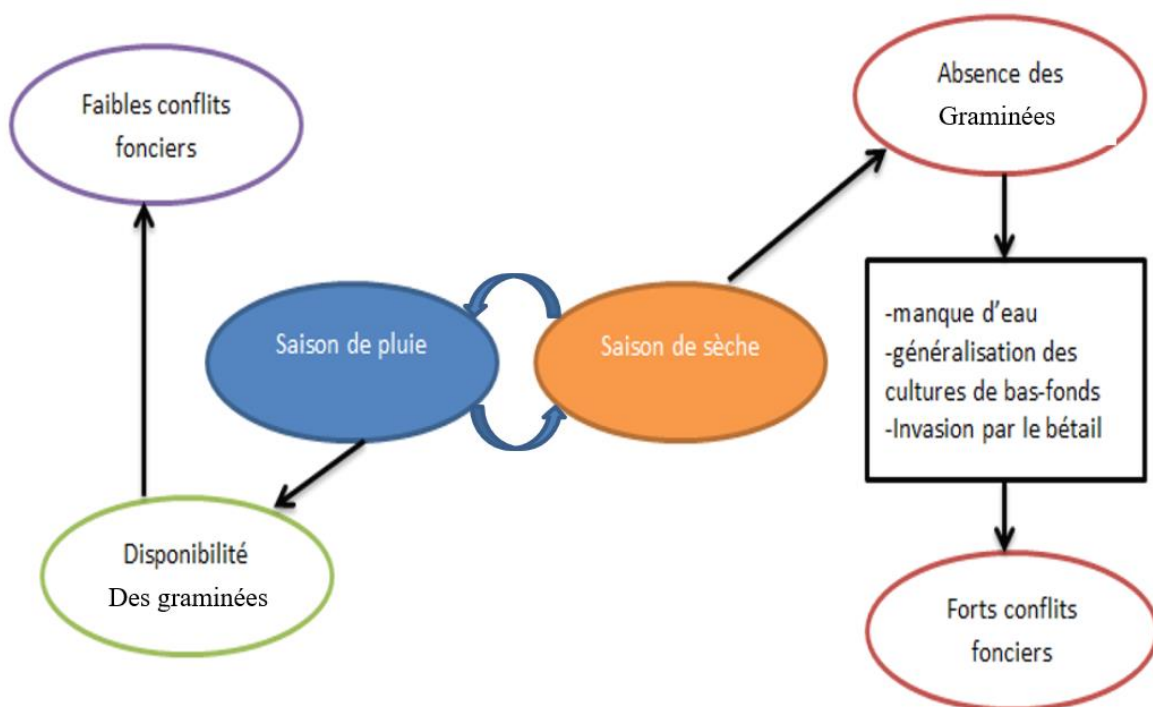 Faibles conflits
fonciers
Absence des
Graminées
Saison de pluie
Saison de sèche
-manque d'eau
-généralisation des
cultures de bas-fonds
-Invasion par le bétail
Disponibilité
Des graminées
Forts conflits
fonciers